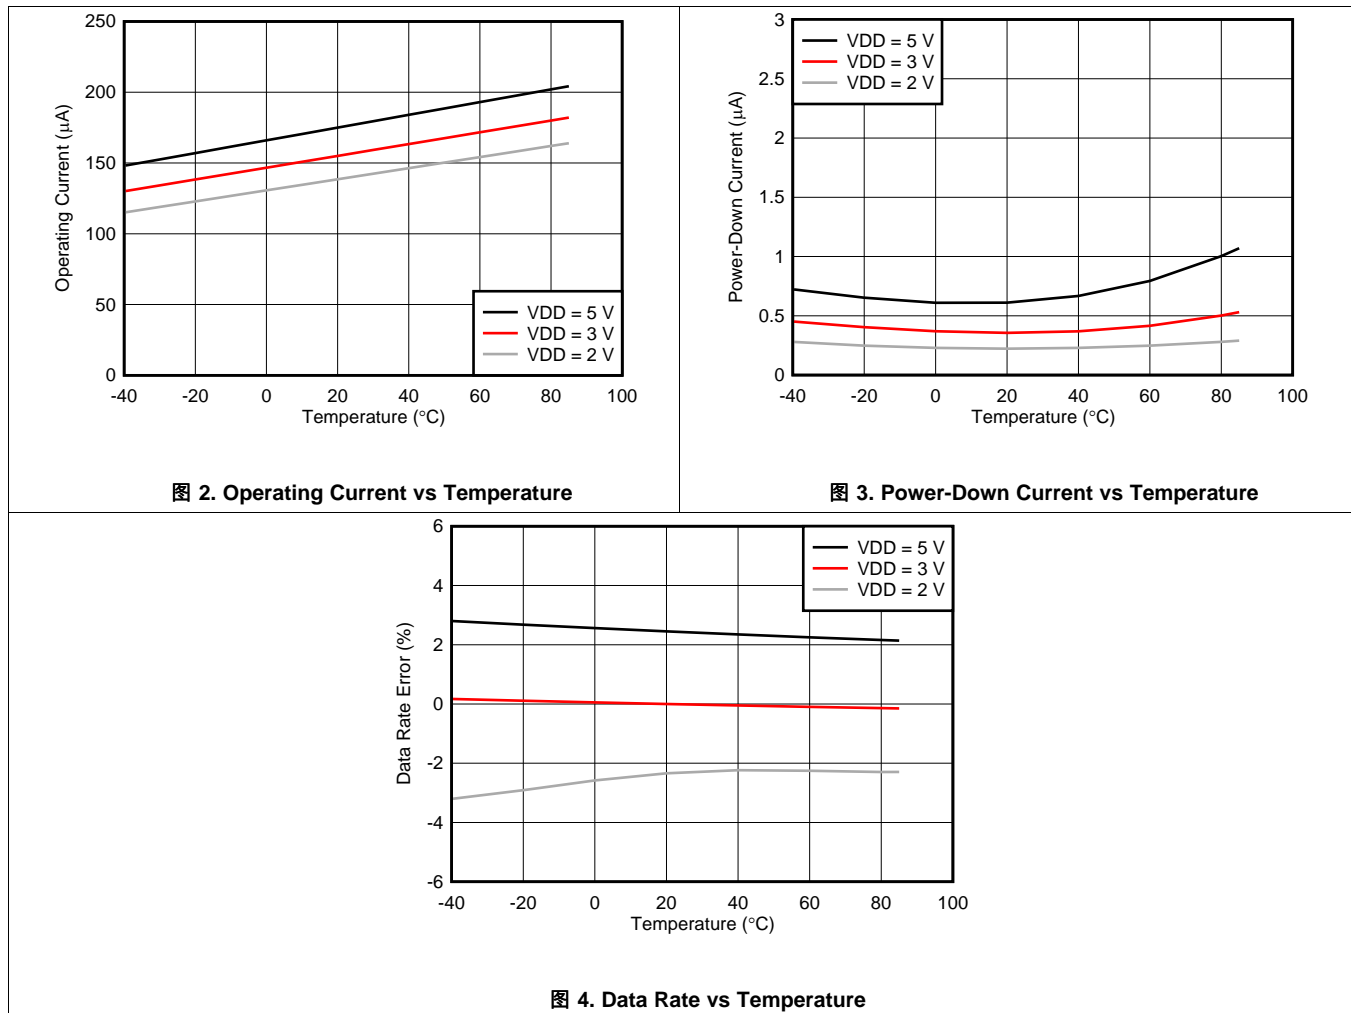 250
200
150
100
50
0
-40 -20 0 20 40 60 80 100
Operating Current (μA)
Temperature (°C)
VDD = 5 V
VDD = 3 V
VDD = 2 V
图 2. Operating Current vs Temperature
3
2.5
2
1.5
1
0.5
0
-40 -20 0 20 40 60 80 100
Power-Down Current (μA)
Temperature (°C)
VDD = 5 V
VDD = 3 V
VDD = 2 V
图 3. Power-Down Current vs Temperature
6
4
2
0
-2
-4
-6
-40 -20 0 20 40 60 80 100
Data Rate Error (%)
Temperature (°C)
VDD = 5 V
VDD = 3 V
VDD = 2 V
图 4. Data Rate vs Temperature